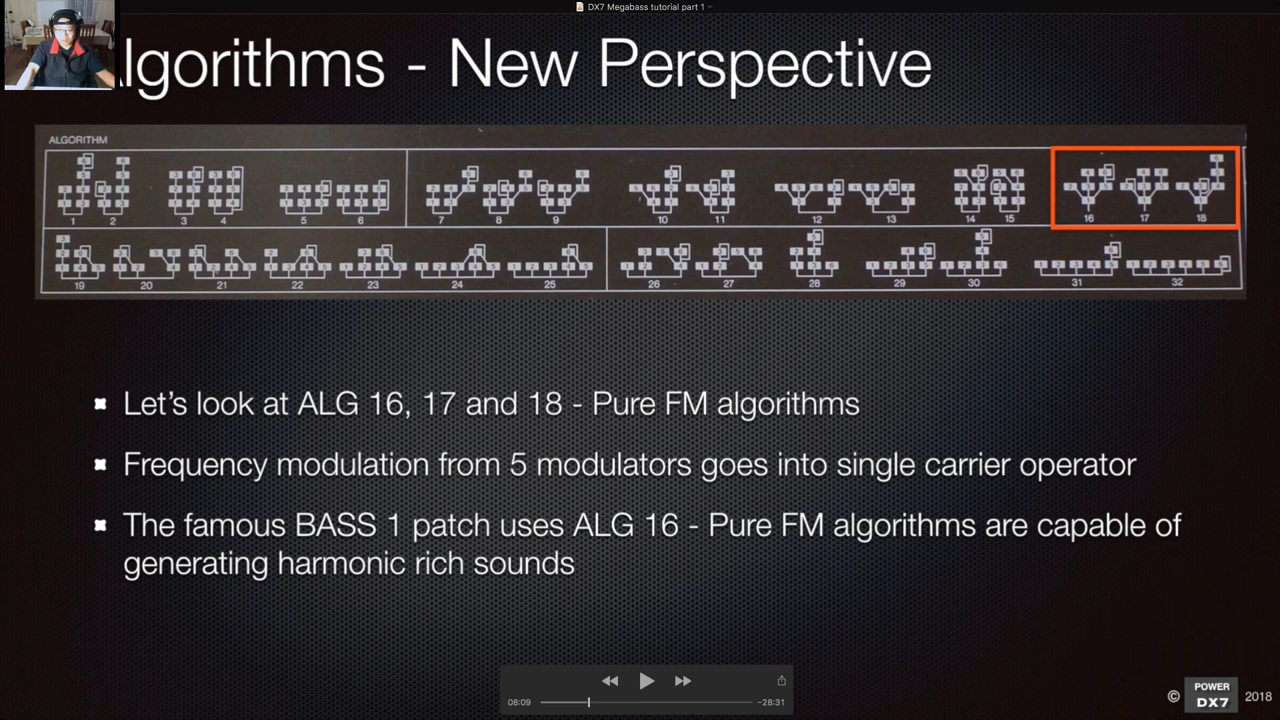 DX7 Megabass tutorial part 1
lgorithms - New Perspective
ALGORITHM
1 2 3 4 5 6 7 8 9 10 11 12 13 14 15 16 17 18
19 20 21 22 23 24 25 26 27 28 29 30 31 32
Let’s look at ALG 16, 17 and 18 - Pure FM algorithms
Frequency modulation from 5 modulators goes into single carrier operator
The famous BASS 1 patch uses ALG 16 - Pure FM algorithms are capable of
generating harmonic rich sounds
08:09 -28:31
© POWER DX7 2018